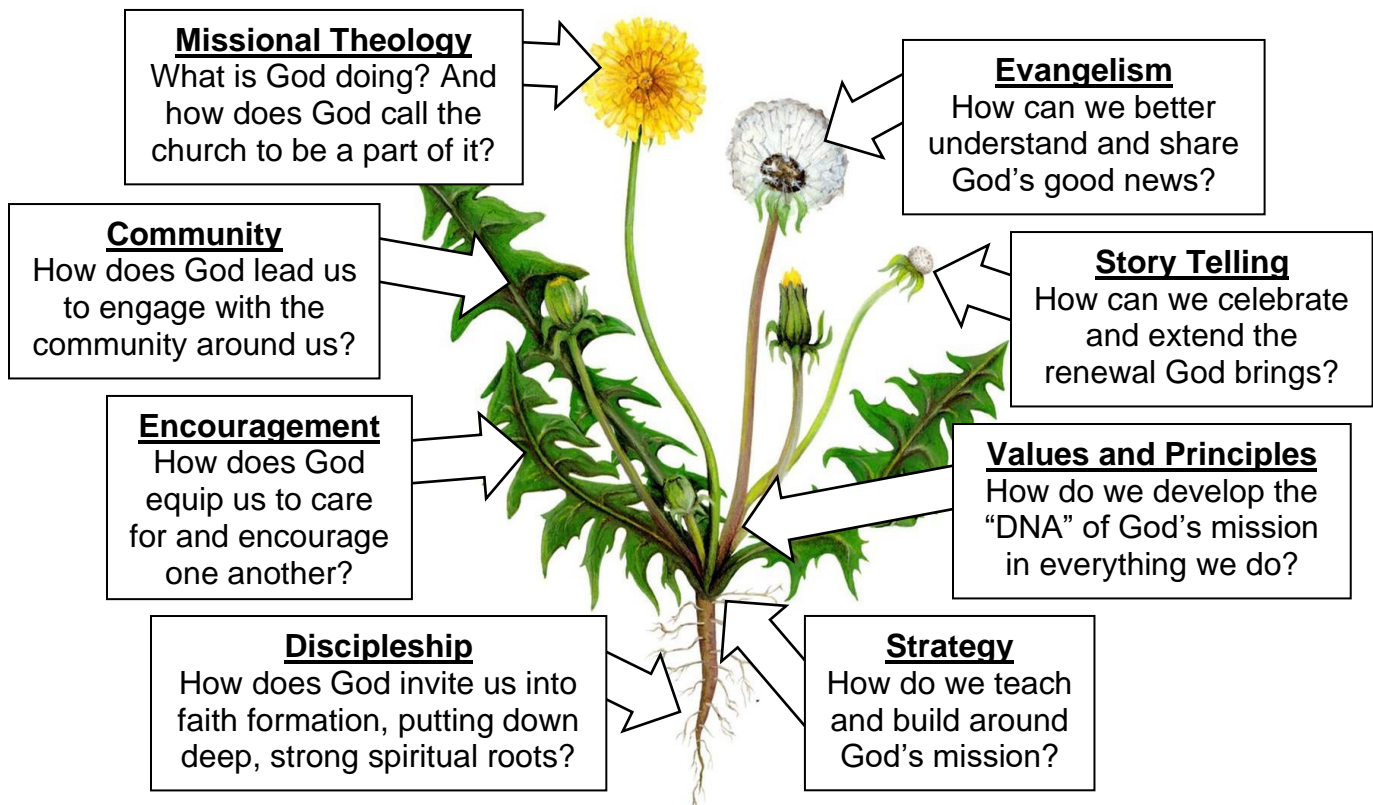 Missional Theology
What is God doing? And
how does God call the
church to be a part of it?
Evangelism
How can we better
understand and share
God’s good news?
Community
How does God lead us
to engage with the
community around us?
Story Telling
How can we celebrate
and extend the
renewal God brings?
Encouragement
How does God
equip us to care
for and encourage
one another?
Values and Principles
How do we develop the
“DNA” of God’s mission
in everything we do?
Discipleship
How does God invite us into
faith formation, putting down
deep, strong spiritual roots?
Strategy
How do we teach
and build around
God’s mission?